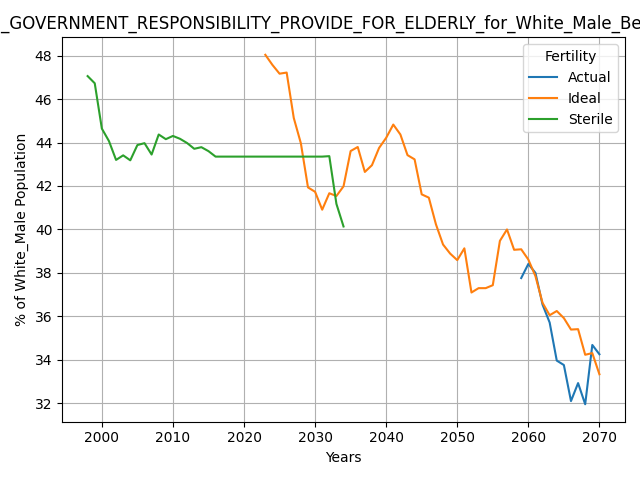 _GOVERNMENT_RESPONSIBILITY_PROVIDE_FOR_ELDERLY_for_White_Male_Be
Fertility
Actual
Ideal
Sterile
% of White_Male Population
48
46
44
42
40
38
36
34
32
2000 2010 2020 2030 2040 2050 2060 2070
Years